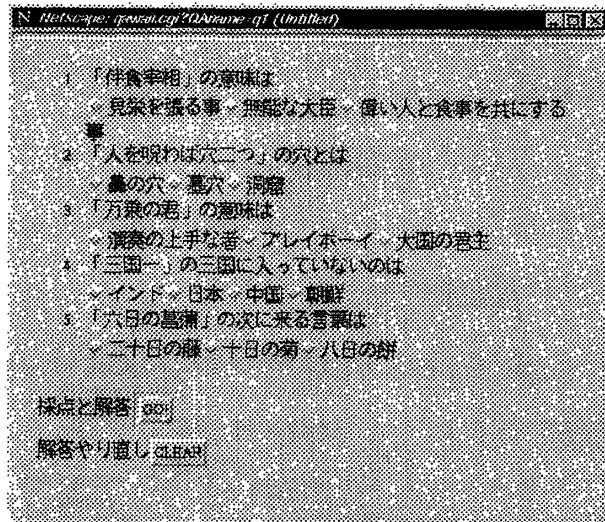 N Netscape: qawaii.cgi?QAname=q1 (Untitled)
1. 「伴食宰相」の意味は
見栄を張る事 無能な大臣 偉い人と食事を共にする
事
2. 「人を呪わば穴二つ」の穴とは
鼻の穴 墓穴 洞窟
3. 「万乗の君」の意味は
演奏の上手な者 プレイボーイ 大国の君主
4. 「三国一」の三国に入っていないのは
インド 日本 中国 朝鮮
5. 「六日の菖蒲」の次に来る言葉は
二十日の藤 十日の菊 八日の餅
採点と解答 GO!
解答やり直し CLEAR